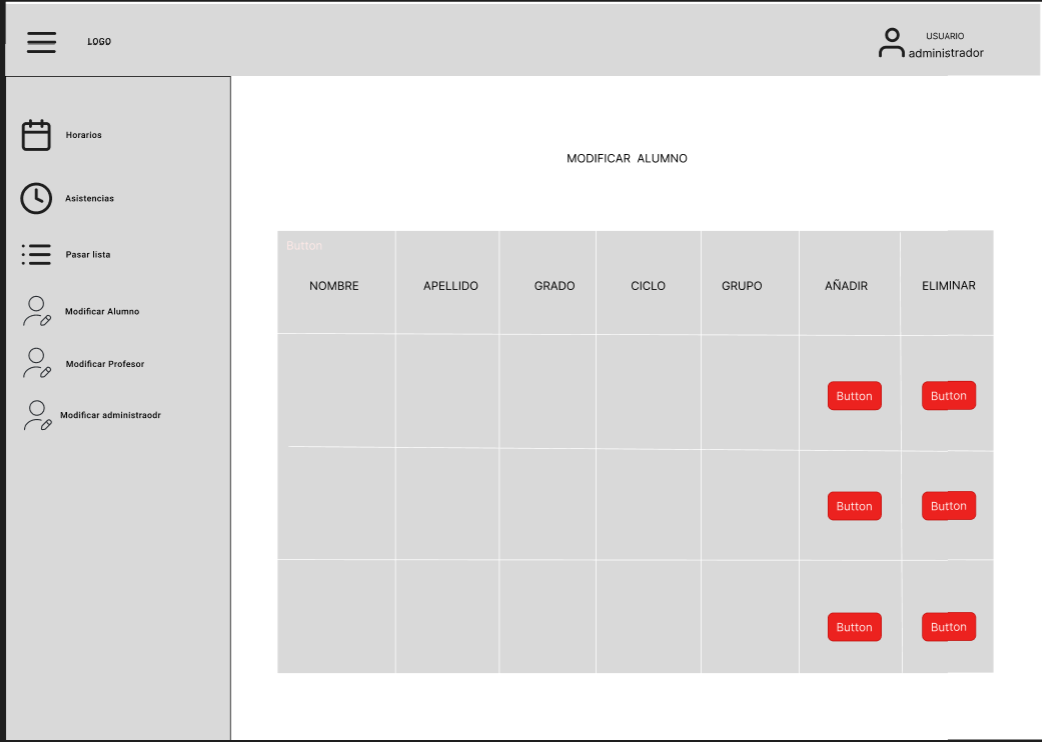 LOGO
USUARIO
administrador
Horarios
Asistencias
Pasar lista
Modificar Alumno
Modificar Profesor
Modificar administraodr
MODIFICAR ALUMNO
Button
NOMBRE APELLIDO GRADO CICLO GRUPO AÑADIR ELIMINAR
Button Button
Button Button
Button Button